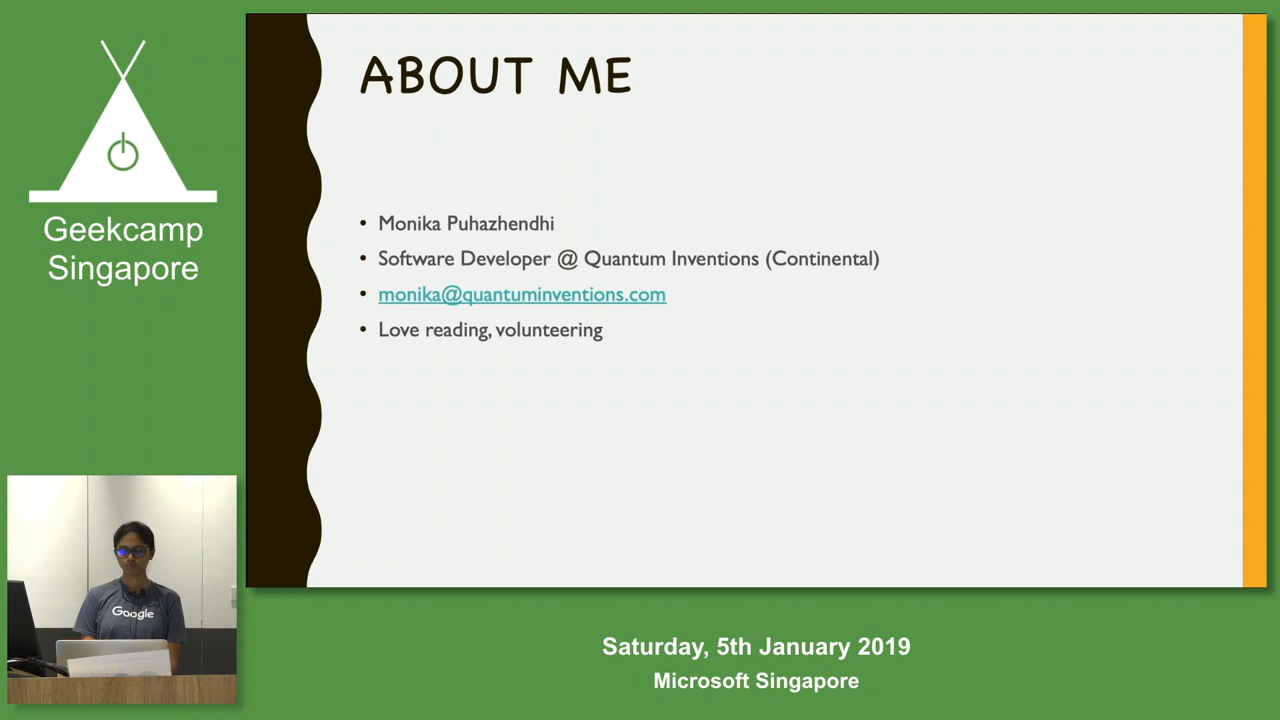 Geekcamp
Singapore
ABOUT ME
• Monika Puhazhendhi
• Software Developer @ Quantum Inventions (Continental)
• monika@quantuminventions.com
• Love reading, volunteering
Google
Saturday, 5th January 2019
Microsoft Singapore